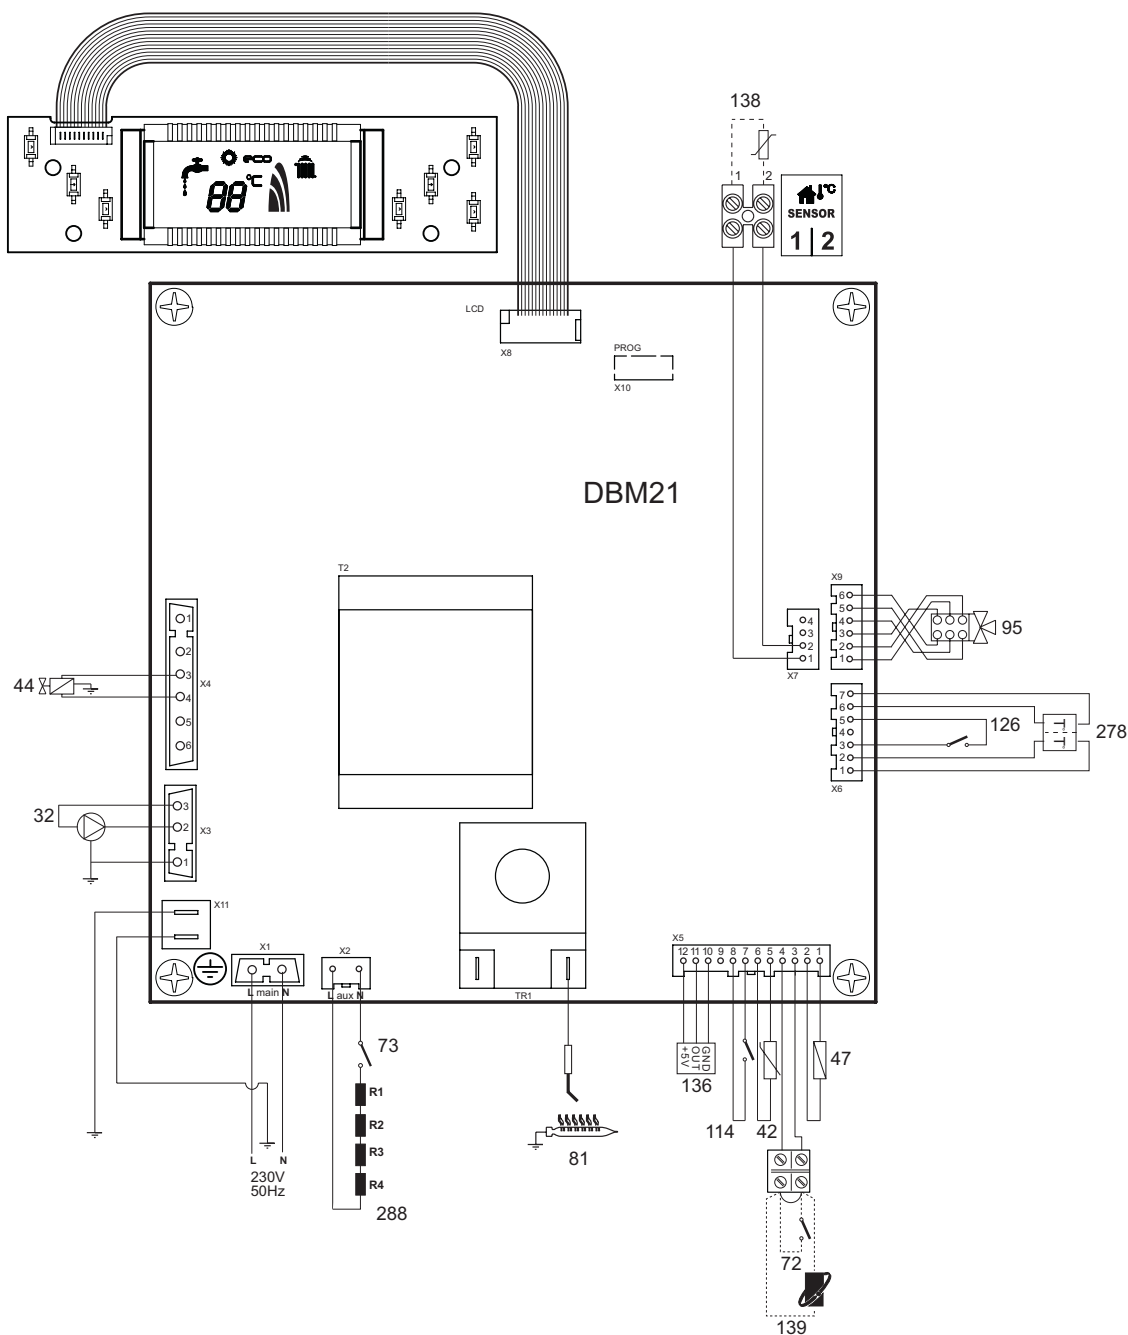 138
eco
88 °C
1 2
°C
SENSOR
1 2
LCD
X8
PROG
X10
DBM21
T2
X9
6
5
4
3
2
1
95
4
3
2
1
X7
1
2
3
4
5
6
X4
44
7
6
5
4
3
2
1
X6
126
278
32
3
2
1
X3
X11
X1
L main N
X2
L aux N
TR1
X5
12 11 10 9 8 7 6 5 4 3 2 1
73
R1
R2
R3
R4
288
L N
230V
50Hz
81
GND
OUT
+5V
136
114
42
47
72
139